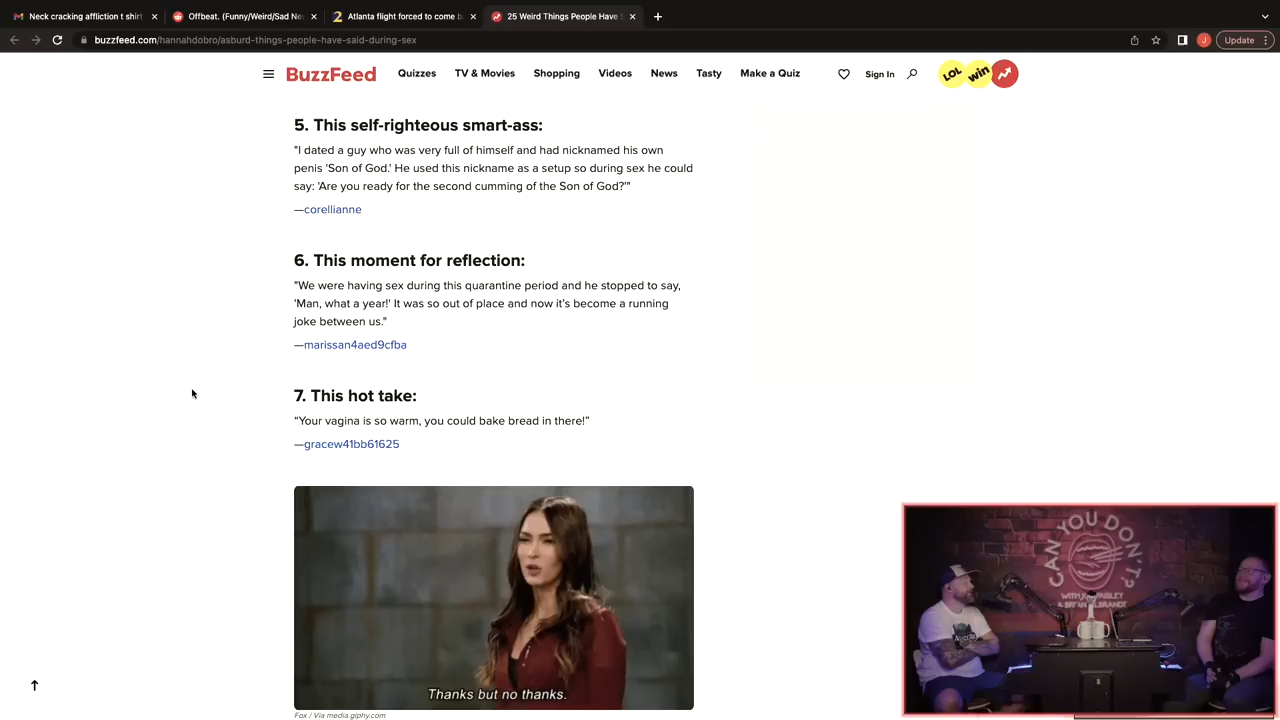 Neck cracking affliction t shirt
Offbeat. (Funny/Weird/Sad Ne
Atlanta flight forced to come b
25 Weird Things People Have S
buzzfeed.com/hannahdobro/asburd-things-people-have-said-during-sex
Update
BuzzFeed
Quizzes
TV & Movies
Shopping
Videos
News
Tasty
Make a Quiz
Sign In
LOL
win
5. This self-righteous smart-ass:
"I dated a guy who was very full of himself and had nicknamed his own
penis 'Son of God.' He used this nickname as a setup so during sex he could
say: 'Are you ready for the second cumming of the Son of God?'"
—corellianne
6. This moment for reflection:
"We were having sex during this quarantine period and he stopped to say,
'Man, what a year!' It was so out of place and now it's become a running
joke between us."
—marissan4aed9cfba
7. This hot take:
“Your vagina is so warm, you could bake bread in there!”
—gracew41bb61625
Thanks but no thanks.
Fox / Via media.giphy.com
CAN YOU DON'T?